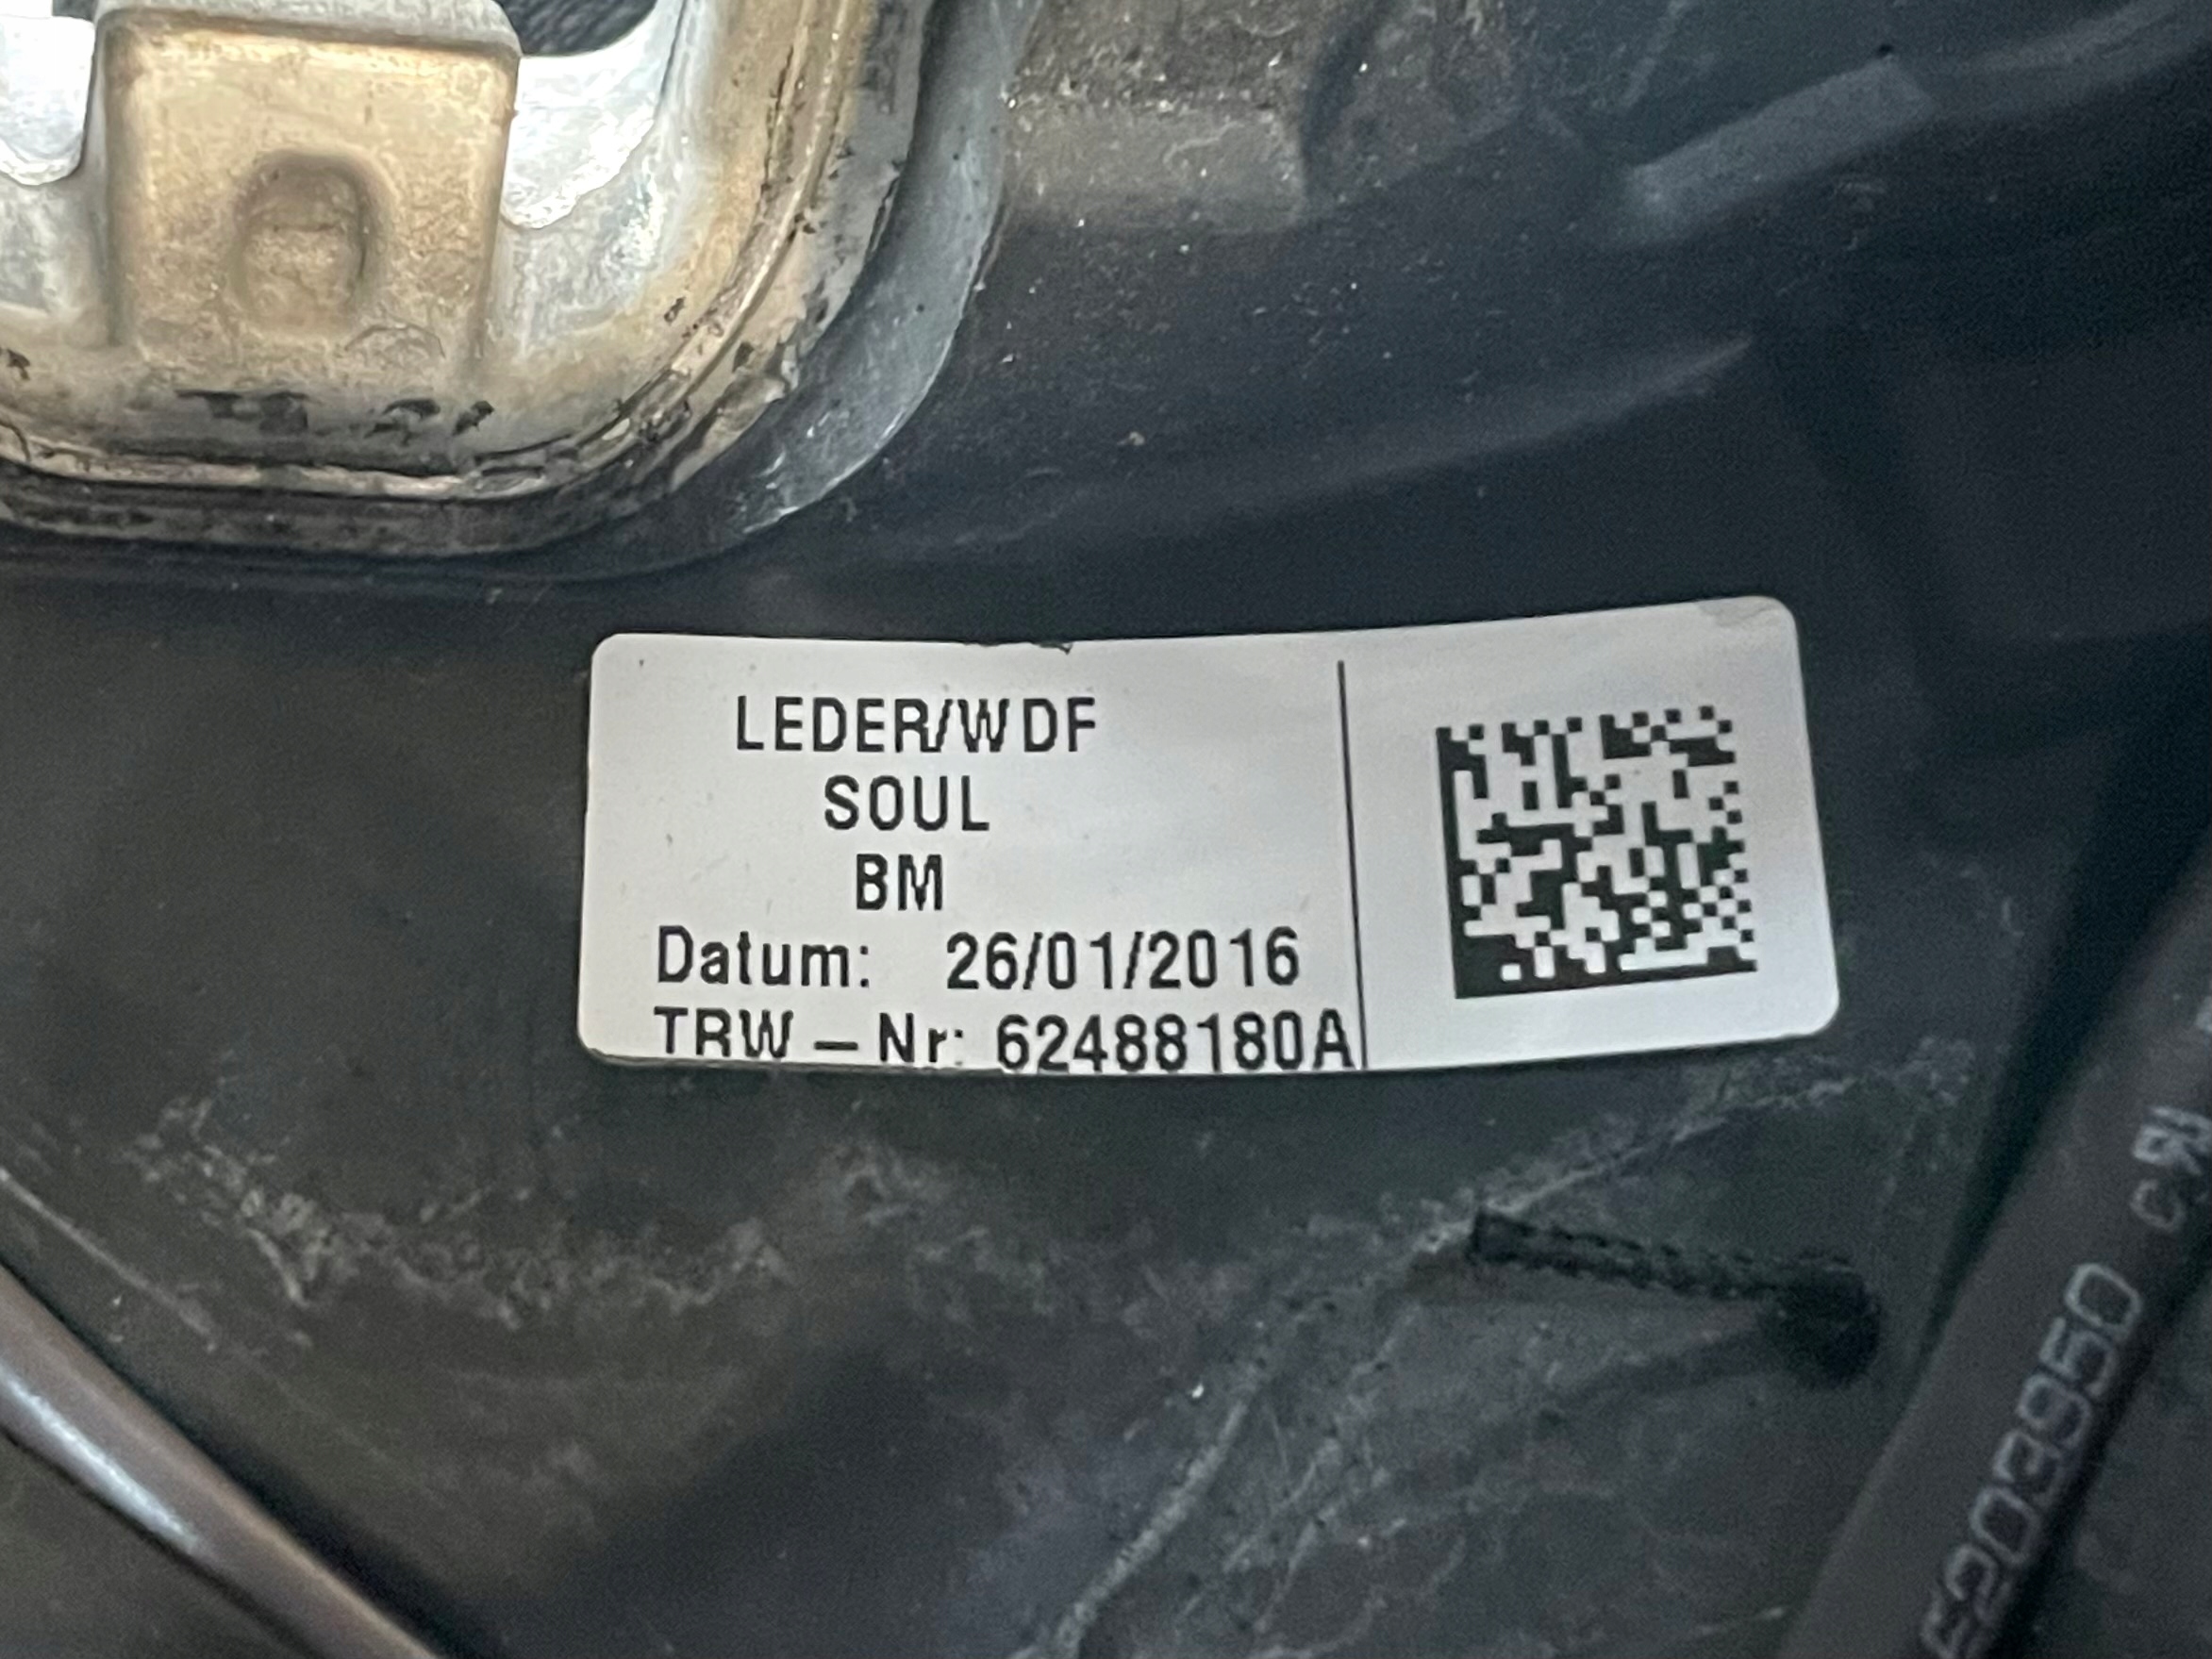 LEDER/WDF
SOUL
BM
Datum: 26/01/2016
TRW – Nr: 62488180A